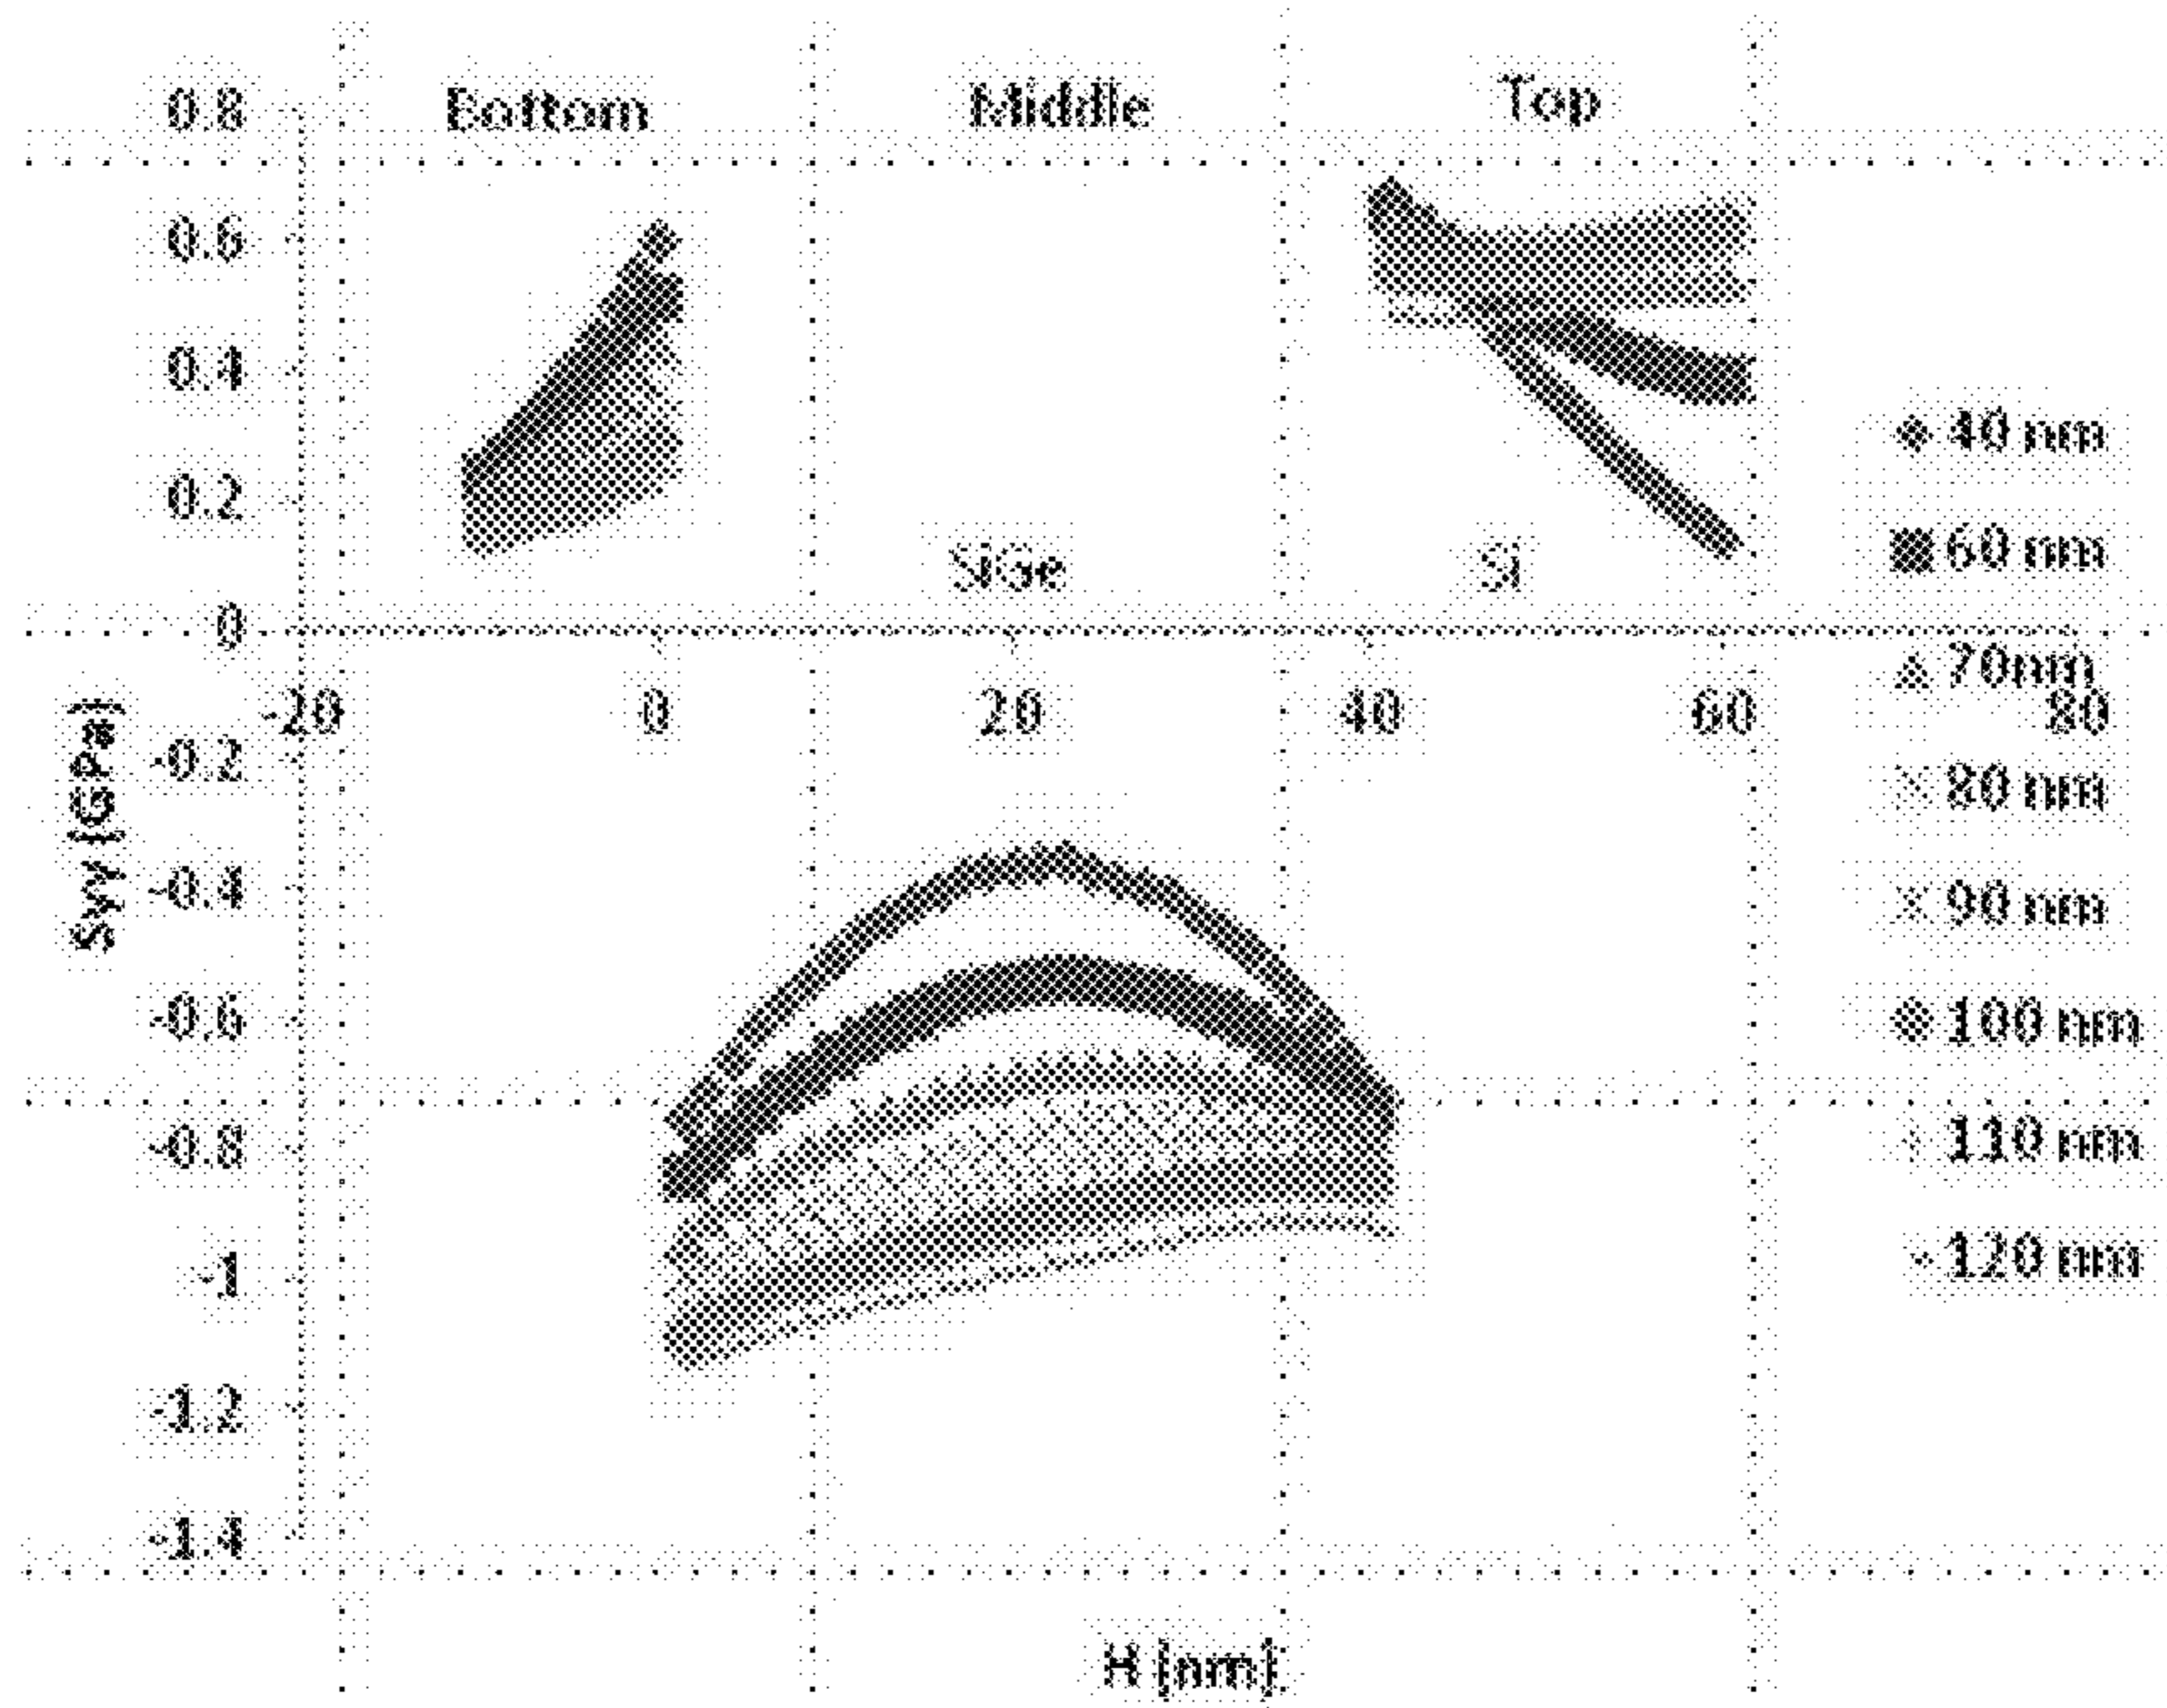 Bottom Middle Top
0.8
0.6
0.4
0.2
0
-0.2
-0.4
-0.6
-0.8
-1
-1.2
-1.4
Syy [GPa]
SiGe Si
-20 0 20 40 60 80
40 nm
60 nm
70nm
80 nm
90 nm
100 nm
110 nm
120 nm
H [nm]